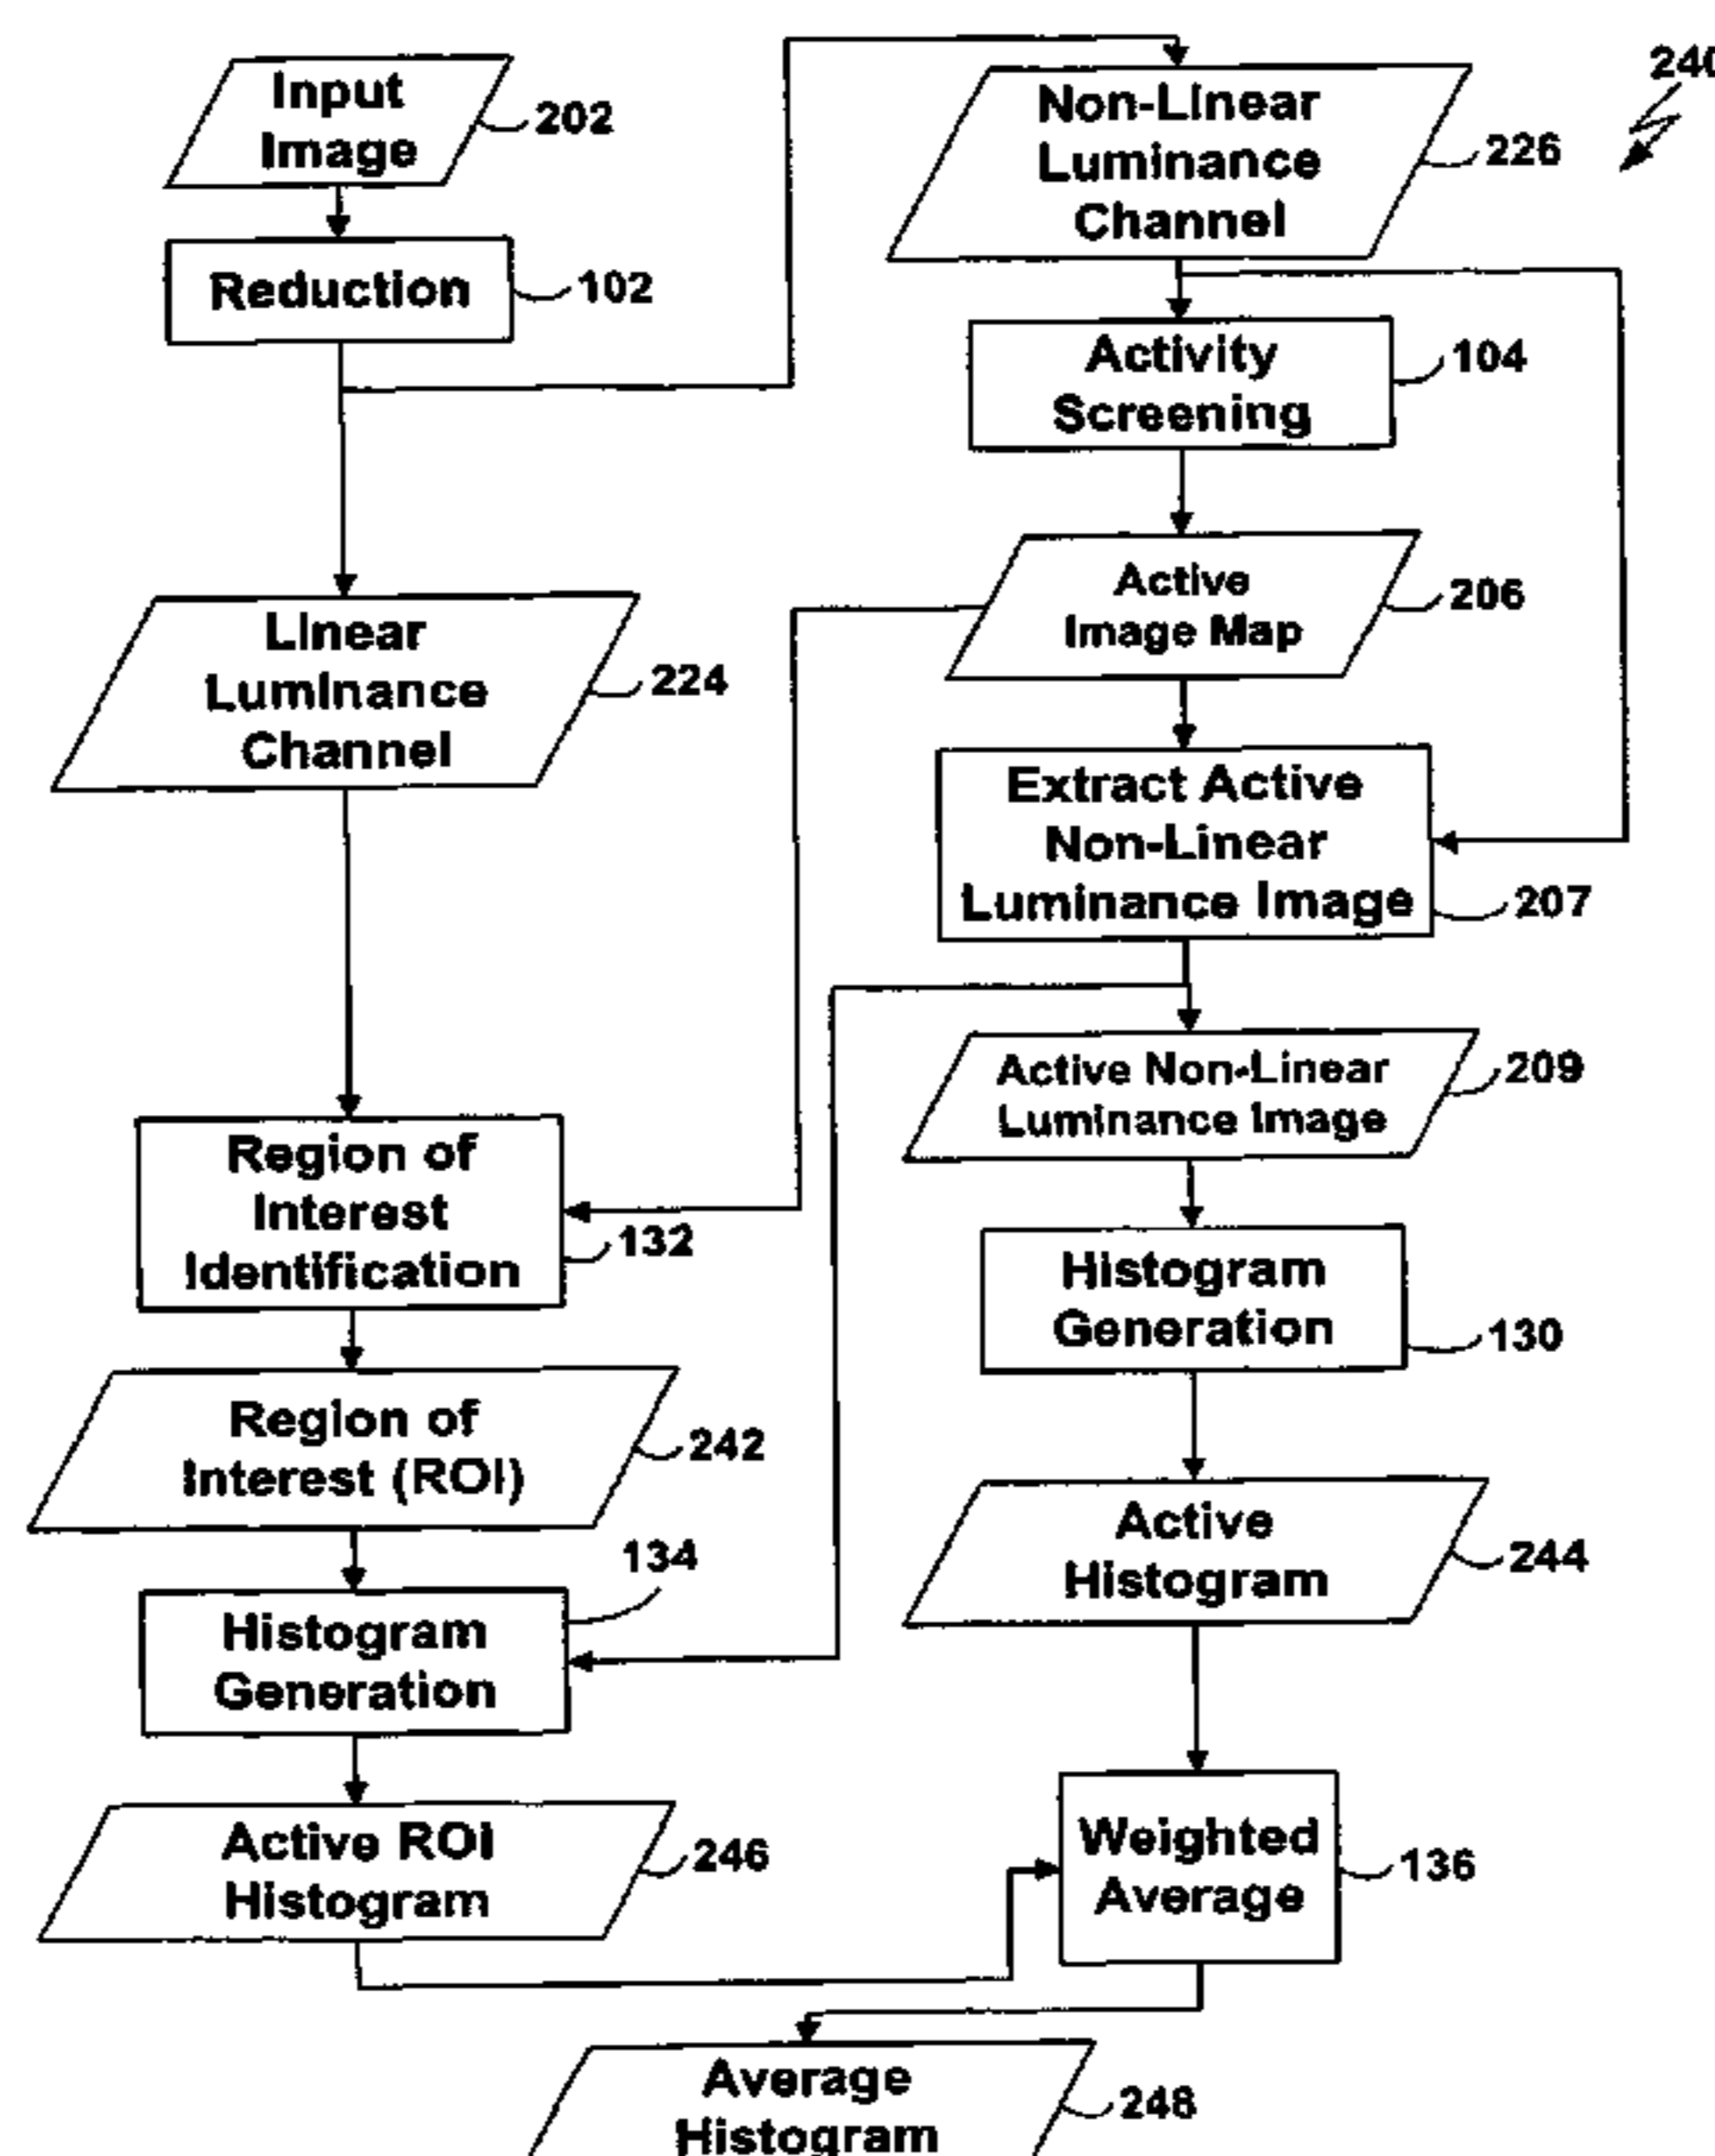 Input
Image
202
Reduction
102
Non-Linear
Luminance
Channel
226
240
Activity
Screening
104
Active
Image Map
206
Linear
Luminance
Channel
224
Extract Active
Non-Linear
Luminance Image
207
Active Non-Linear
Luminance Image
209
Region of
Interest
Identification
132
Histogram
Generation
130
Region of
Interest (ROI)
242
Active
Histogram
244
134
Histogram
Generation
Active ROI
Histogram
246
Weighted
Average
136
Average
Histogram
248